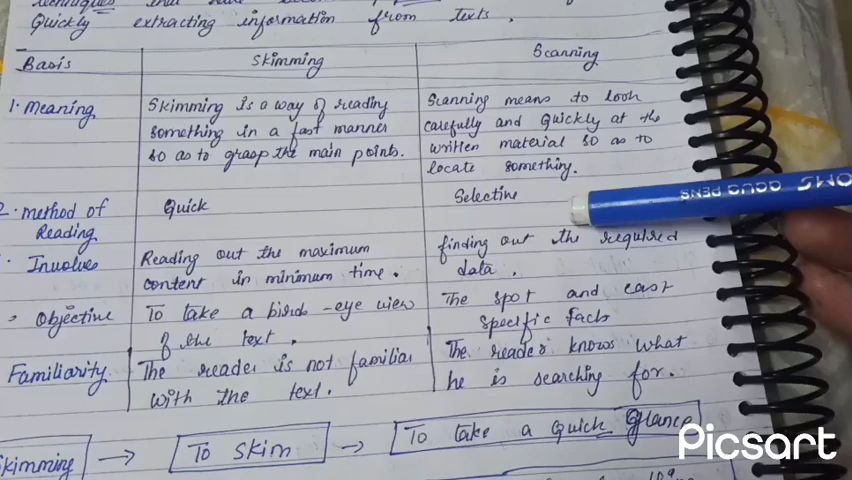 techniques that have
Quickly extracting information from texts.
Basis Skimming Scanning
1. Meaning
Skimming is a way of reading
something in a fast manner
so as to grasp the main points.
Scanning means to look
carefully and Quickly at the
written material so as to
locate something.
2. Method of
Reading
Quick
Selective
Involves
Reading out the maximum
content in minimum time.
finding out the required
data.
Objective
To take a birds-eye view
of the text.
The spot and cast
specific facts
Familiarity.
The reader is not familiar
with the text.
The reader knows what
he is searching for.
Skimming → To Skim → To take a Quick Glance
Picsart